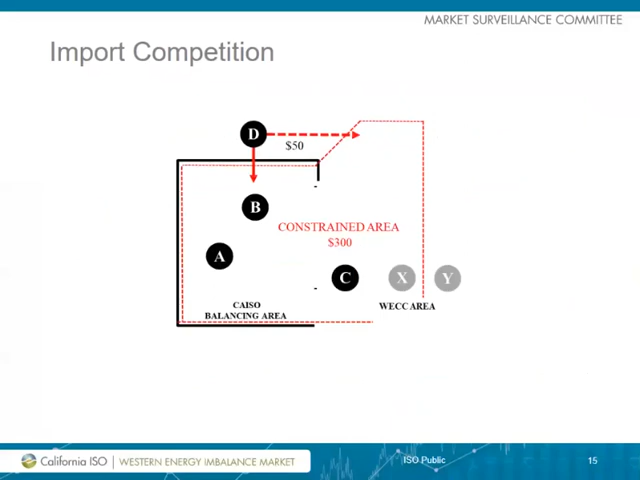 MARKET SURVEILLANCE COMMITTEE
Import Competition
D
$50
B
CONSTRAINED AREA
$300
A
C
X
Y
CAISO
BALANCING AREA
WECC AREA
California ISO | WESTERN ENERGY IMBALANCE MARKET
ISO Public
15